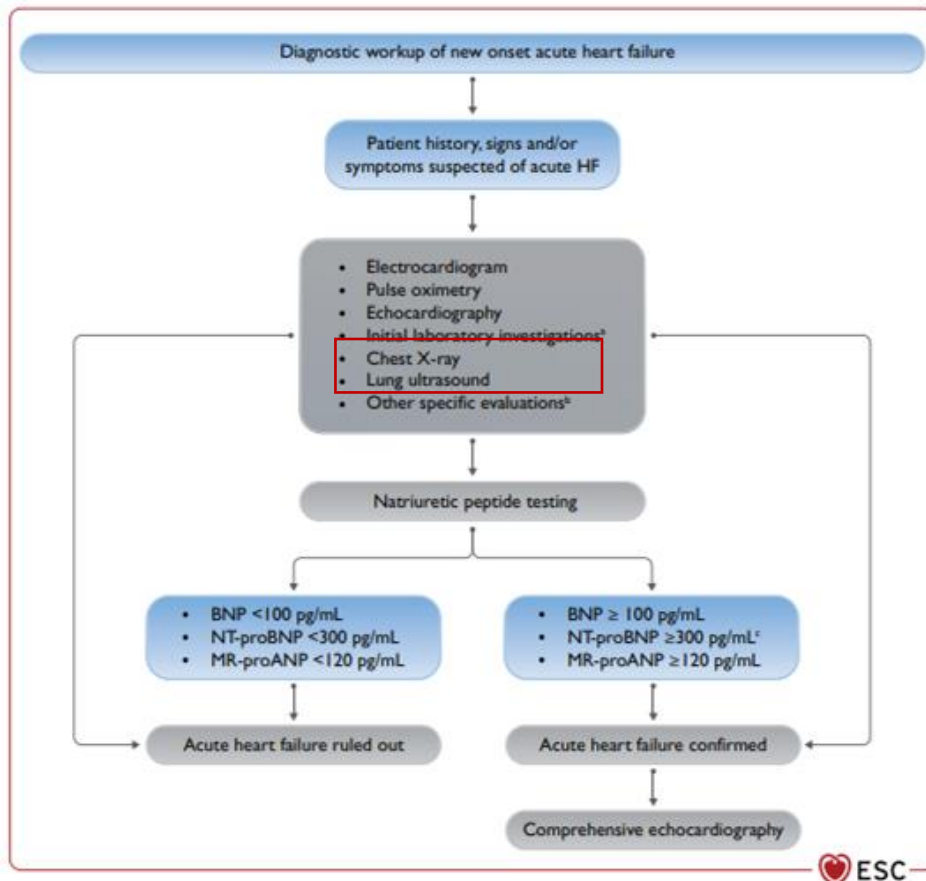 Diagnostic workup of new onset acute heart failure
Patient history, signs and/or
symptoms suspected of acute HF
• Electrocardiogram
• Pulse oximetry
• Echocardiography
• Initial laboratory investigationsᵃ
• Chest X-ray
• Lung ultrasound
• Other specific evaluationsᵇ
Natriuretic peptide testing
• BNP <100 pg/mL
• NT-proBNP <300 pg/mL
• MR-proANP <120 pg/mL
• BNP ≥ 100 pg/mL
• NT-proBNP ≥300 pg/mLᶜ
• MR-proANP ≥120 pg/mL
Acute heart failure ruled out
Acute heart failure confirmed
Comprehensive echocardiography
ESC